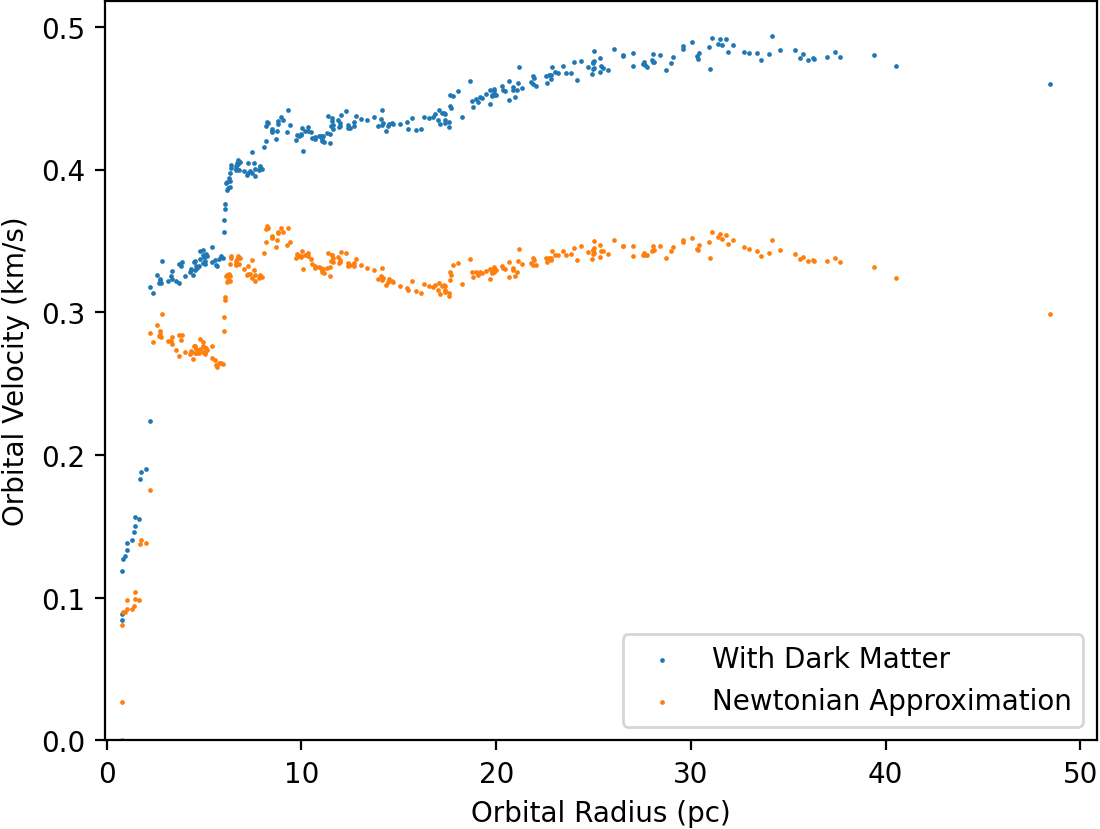 0.5
0.4
0.3
0.2
0.1
0.0
Orbital Velocity (km/s)
With Dark Matter
Newtonian Approximation
0 10 20 30 40 50
Orbital Radius (pc)